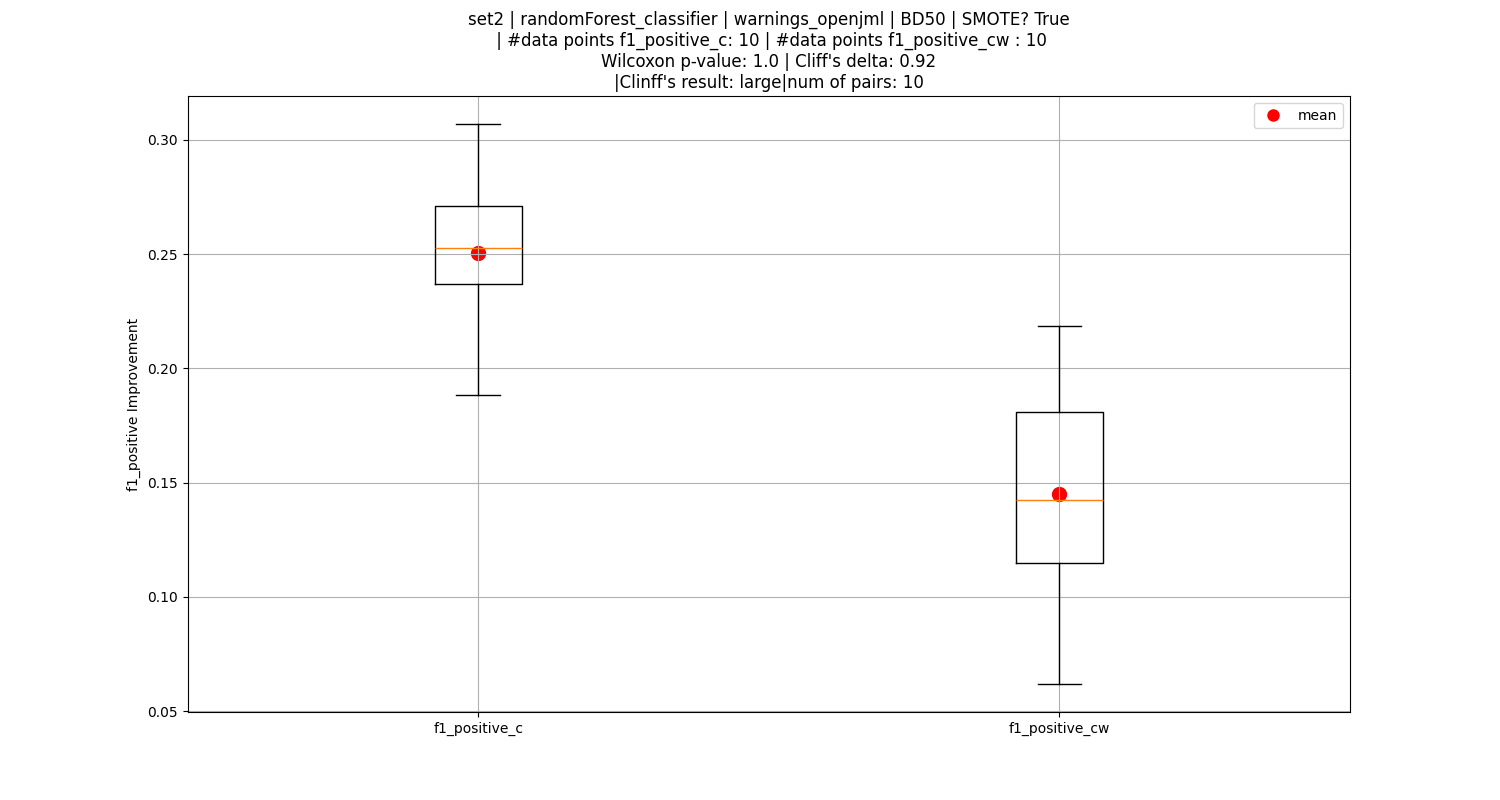 set2 | randomForest_classifier | warnings_openjml | BD50 | SMOTE? True
| #data points f1_positive_c: 10 | #data points f1_positive_cw : 10
Wilcoxon p-value: 1.0 | Cliff's delta: 0.92
|Clinff's result: large|num of pairs: 10
mean
0.30
0.25
0.20
0.15
0.10
0.05
f1_positive Improvement
f1_positive_c
f1_positive_cw